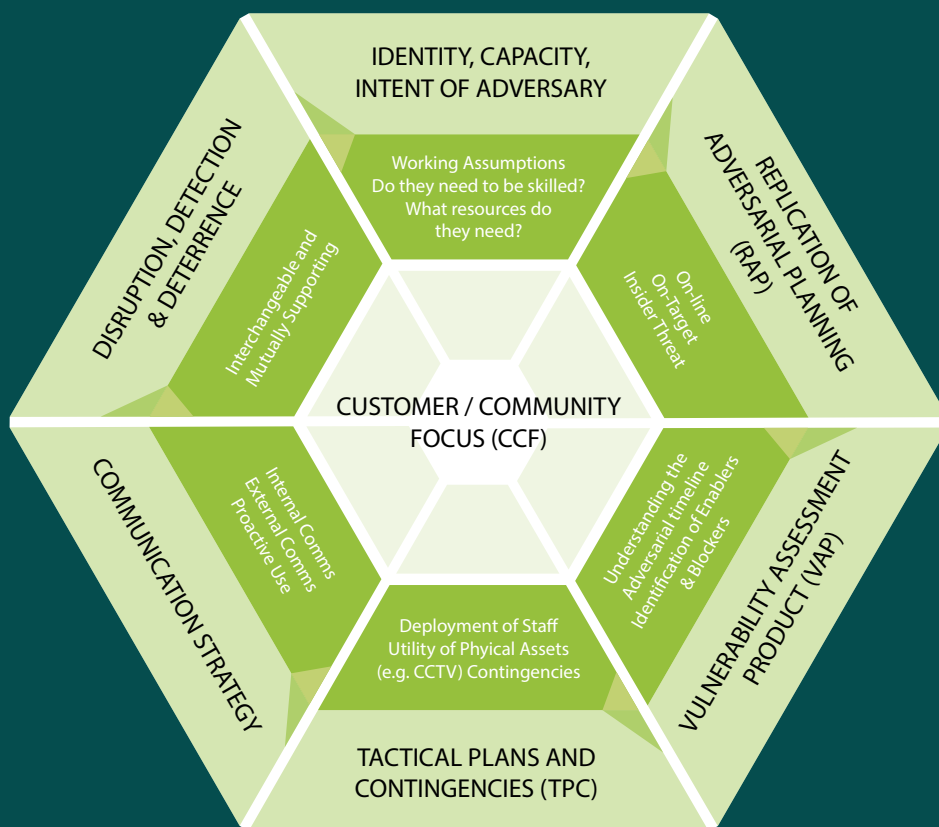 IDENTITY, CAPACITY,
INTENT OF ADVERSARY
Working Assumptions
Do they need to be skilled?
What resources do
they need?
REPLICATION OF
ADVERSARIAL PLANNING
(RAP)
On-line
On-Target
Insider Threat
VULNERABILITY ASSESSMENT
PRODUCT (VAP)
Understanding the
Adversarial timeline
Identification of Enablers
& Blockers
TACTICAL PLANS AND
CONTINGENCIES (TPC)
Deployment of Staff
Utility of Phyical Assets
(e.g. CCTV) Contingencies
COMMUNICATION STRATEGY
Internal Comms
External Comms
Proactive Use
DISRUPTION, DETECTION
& DETERRENCE
Interchangeable and
Mutually Supporting
CUSTOMER / COMMUNITY
FOCUS (CCF)